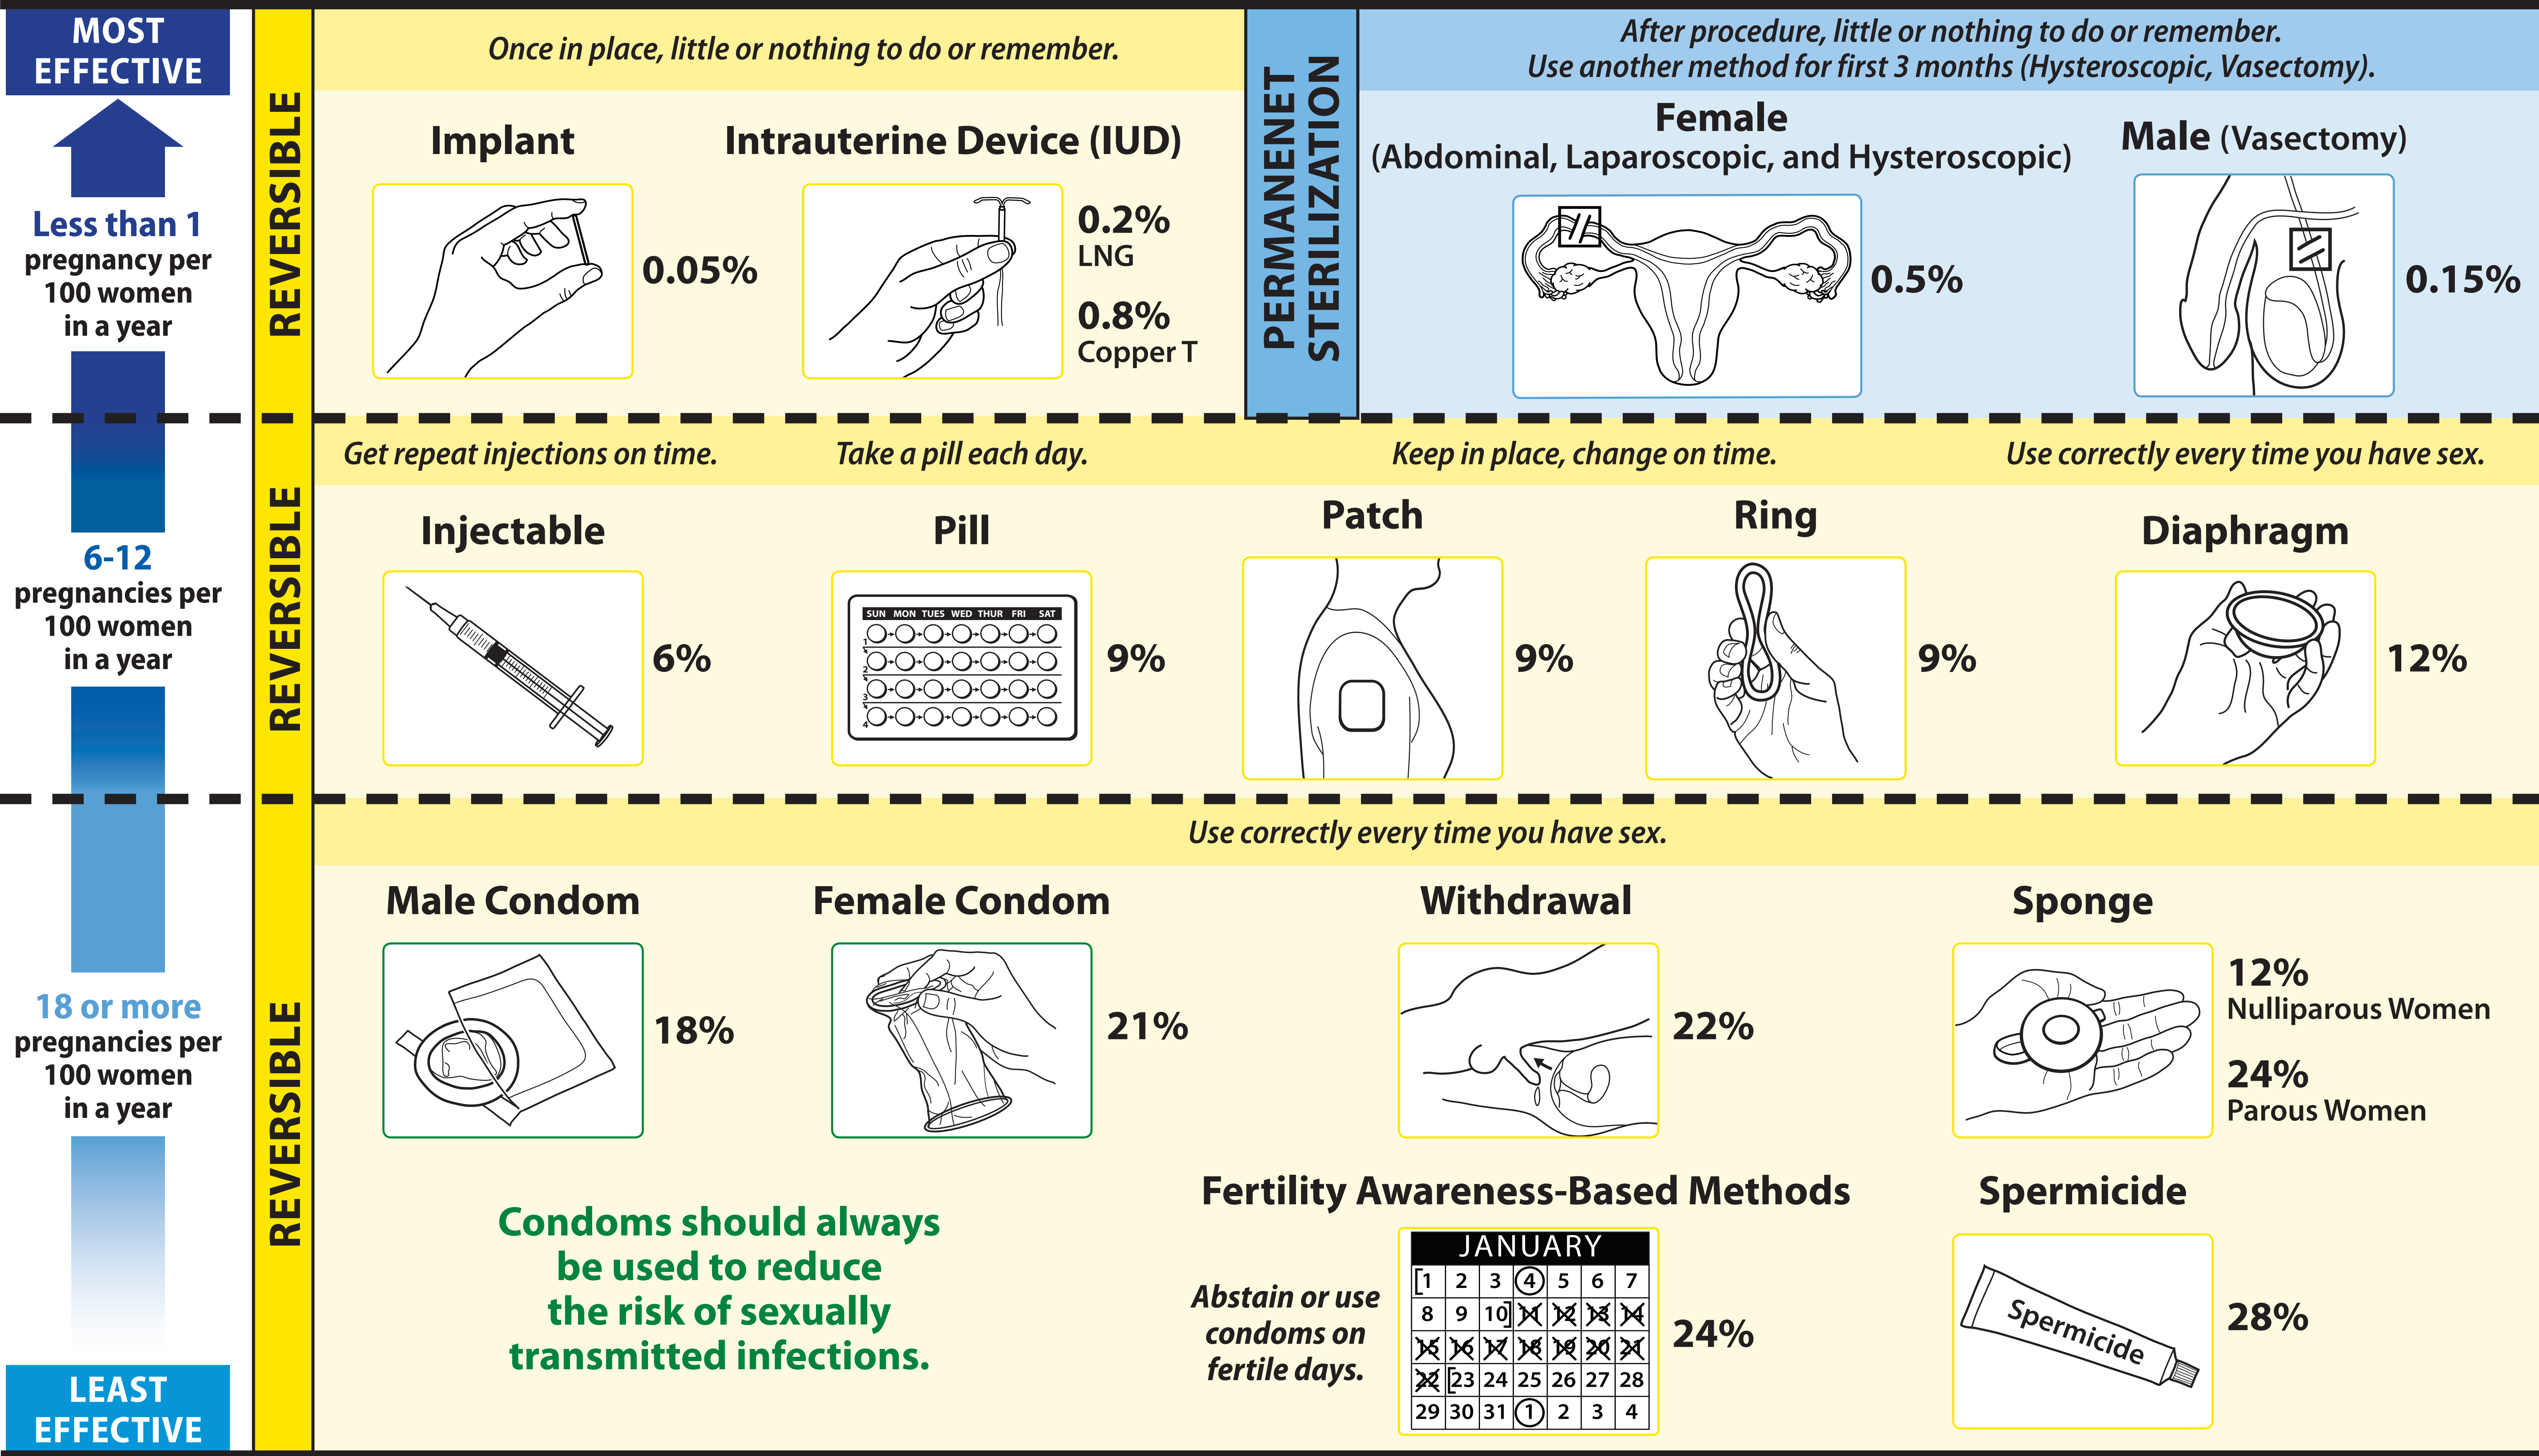 MOST
EFFECTIVE
Less than 1
pregnancy per
100 women
in a year
6-12
pregnancies per
100 women
in a year
18 or more
pregnancies per
100 women
in a year
LEAST
EFFECTIVE
REVERSIBLE
Once in place, little or nothing to do or remember.
Implant
0.05%
Intrauterine Device (IUD)
0.2%
LNG
0.8%
Copper T
PERMANENET
STERILIZATION
After procedure, little or nothing to do or remember.
Use another method for first 3 months (Hysteroscopic, Vasectomy).
Female
(Abdominal, Laparoscopic, and Hysteroscopic)
0.5%
Male (Vasectomy)
0.15%
REVERSIBLE
Get repeat injections on time.
Injectable
6%
Take a pill each day.
Pill
SUN MON TUES WED THUR FRI SAT
1
2
3
4
9%
Keep in place, change on time.
Patch
9%
Ring
9%
Use correctly every time you have sex.
Diaphragm
12%
REVERSIBLE
Use correctly every time you have sex.
Male Condom
18%
Female Condom
21%
Withdrawal
22%
Sponge
12%
Nulliparous Women
24%
Parous Women
Condoms should always
be used to reduce
the risk of sexually
transmitted infections.
Fertility Awareness-Based Methods
Abstain or use
condoms on
fertile days.
JANUARY
[1 2 3 4 5 6 7
8 9 10] 11 12 13 14
15 16 17 18 19 20 21
22 [23 24 25 26 27 28
29 30 31 1 2 3 4
24%
Spermicide
Spermicide
28%